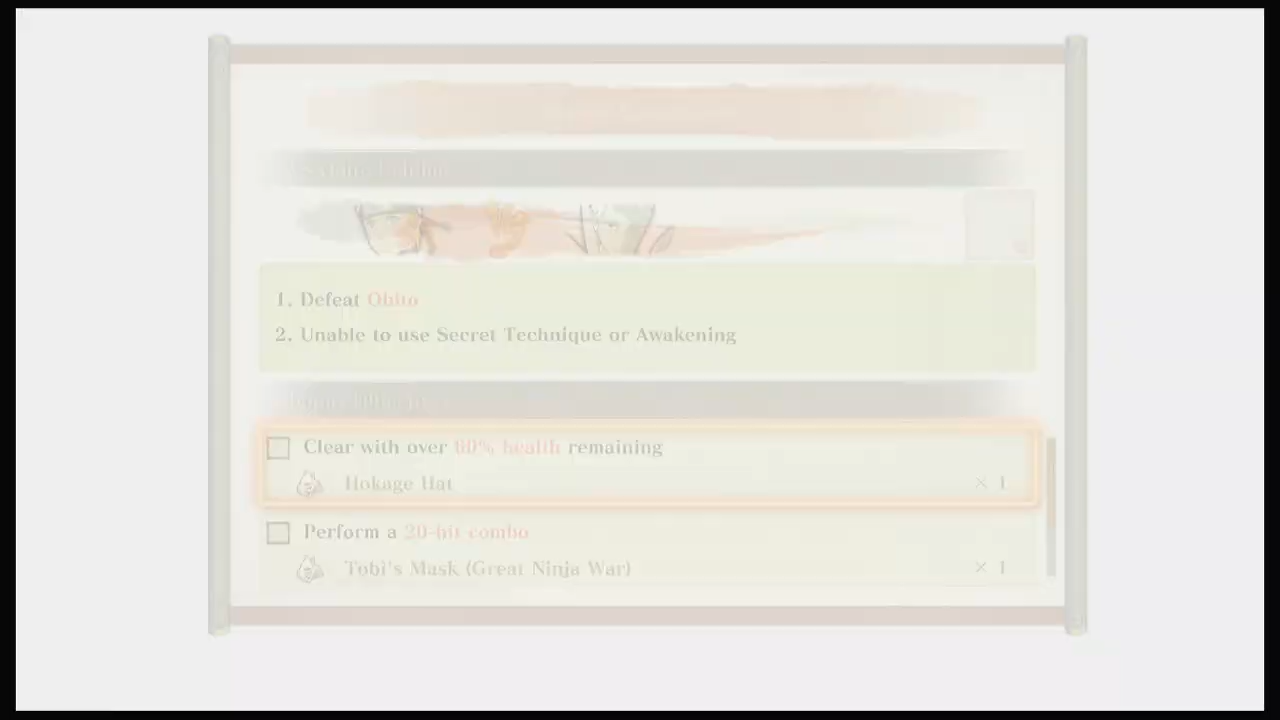 1. Defeat Obito
2. Unable to use Secret Technique or Awakening
Clear with over 60% health remaining
Hokage Hat × 1
Perform a 20-hit combo
Tobi's Mask (Great Ninja War) × 1